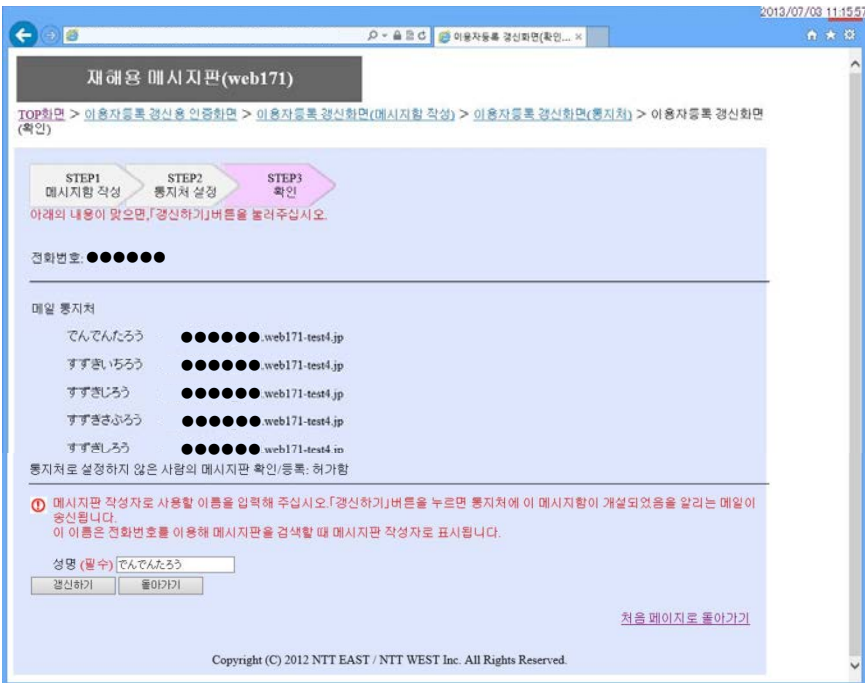 2013/07/03 11:15:57
이용자등록 갱신화면(확인... ×
재해용 메시지판(web171)
TOP화면 > 이용자등록 갱신용 인증화면 > 이용자등록 갱신화면(메시지함 작성) > 이용자등록 갱신화면(통지처) > 이용자등록 갱신화면
(확인)
STEP1 STEP2 STEP3
메시지함 작성 통지처 설정 확인
아래의 내용이 맞으면,「갱신하기」버튼을 눌러주십시오.
전화번호: ●●●●●●
메일 통지처
でんでんたろう ●●●●●●.web171-test4.jp
すずきいちろう ●●●●●●.web171-test4.jp
すずきじろう ●●●●●●.web171-test4.jp
すずきさぶろう ●●●●●●.web171-test4.jp
すずきしろう ●●●●●●.web171-test4.jp
통지처로 설정하지 않은 사람의 메시지판 확인/등록: 허가함
메시지판 작성자로 사용할 이름을 입력해 주십시오.「갱신하기」버튼을 누르면 통지처에 이 메시지함이 개설되었음을 알리는 메일이
송신됩니다.
이 이름은 전화번호를 이용해 메시지판을 검색할 때 메시지판 작성자로 표시됩니다.
성명 (필수) でんでんたろう
갱신하기 돌아가기
처음 페이지로 돌아가기
Copyright (C) 2012 NTT EAST / NTT WEST Inc. All Rights Reserved.